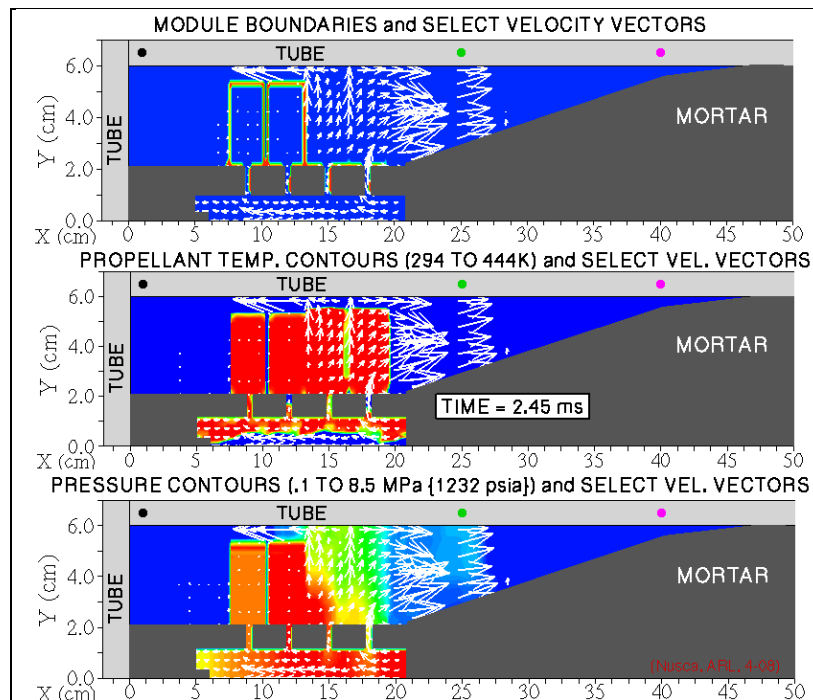 MODULE BOUNDARIES and SELECT VELOCITY VECTORS
TUBE
6.0
4.0
2.0
0.0
Y (cm)
TUBE
MORTAR
X (cm) 0 5 10 15 20 25 30 35 40 45 50
PROPELLANT TEMP. CONTOURS (294 TO 444K) and SELECT VEL. VECTORS
TUBE
6.0
4.0
2.0
0.0
Y (cm)
TUBE
TIME = 2.45 ms
MORTAR
X (cm) 0 5 10 15 20 25 30 35 40 45 50
PRESSURE CONTOURS (.1 TO 8.5 MPa {1232 psia}) and SELECT VEL. VECTORS
TUBE
6.0
4.0
2.0
0.0
Y (cm)
TUBE
MORTAR
(Nusca, ARL, 4-08)
X (cm) 0 5 10 15 20 25 30 35 40 45 50